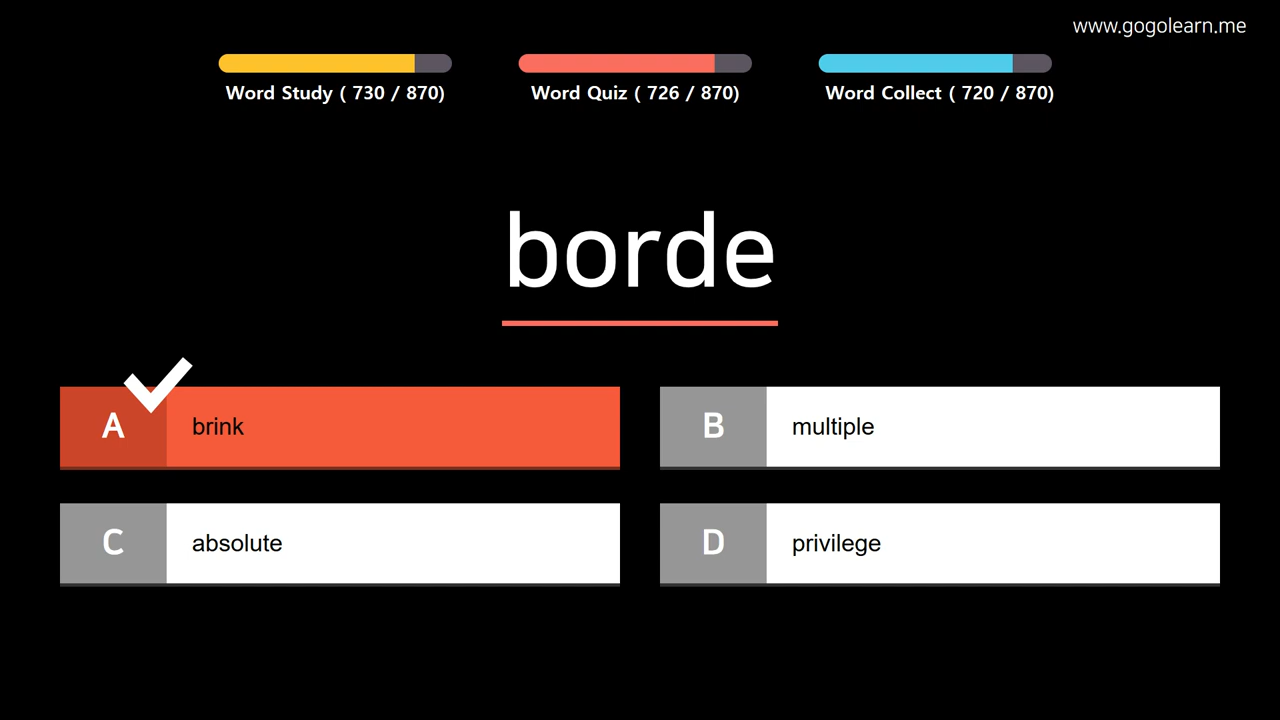 www.gogolearn.me
Word Study ( 730 / 870)
Word Quiz ( 726 / 870)
Word Collect ( 720 / 870)
borde
A brink
B multiple
C absolute
D privilege